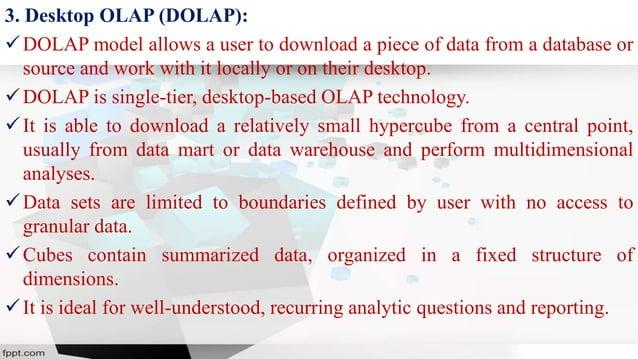 3. Desktop OLAP (DOLAP):
✓DOLAP model allows a user to download a piece of data from a database or
source and work with it locally or on their desktop.
✓DOLAP is single-tier, desktop-based OLAP technology.
✓It is able to download a relatively small hypercube from a central point,
usually from data mart or data warehouse and perform multidimensional
analyses.
✓Data sets are limited to boundaries defined by user with no access to
granular data.
✓Cubes contain summarized data, organized in a fixed structure of
dimensions.
✓It is ideal for well-understood, recurring analytic questions and reporting.
fppt.com